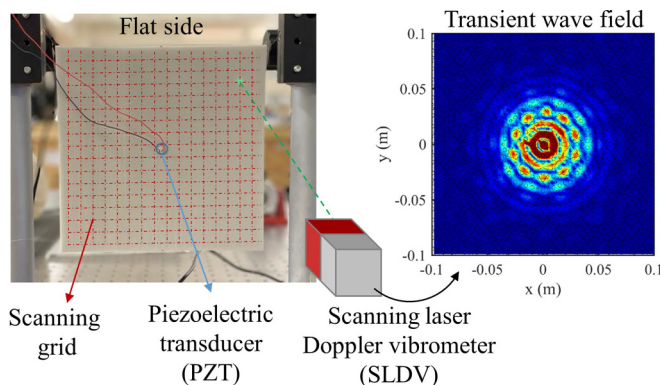 Flat side
Transient wave field
0.1
0.05
0
-0.05
-0.1
y (m)
-0.1 -0.05 0 0.05 0.1
x (m)
Scanning
grid
Piezoelectric
transducer
(PZT)
Scanning laser
Doppler vibrometer
(SLDV)